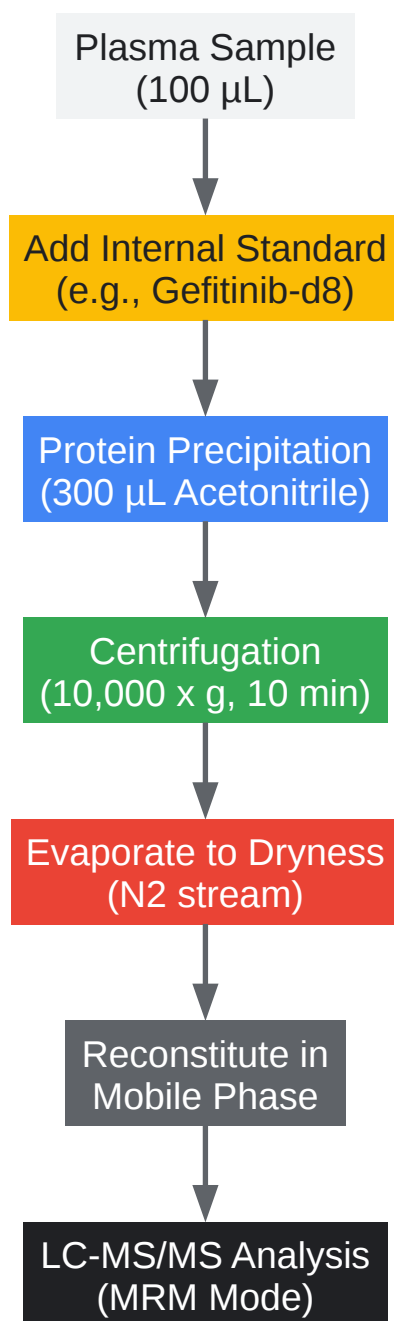 Plasma Sample
(100 µL)
Add Internal Standard
(e.g., Gefitinib-d8)
Protein Precipitation
(300 µL Acetonitrile)
Centrifugation
(10,000 x g, 10 min)
Evaporate to Dryness
(N2 stream)
Reconstitute in
Mobile Phase
LC-MS/MS Analysis
(MRM Mode)